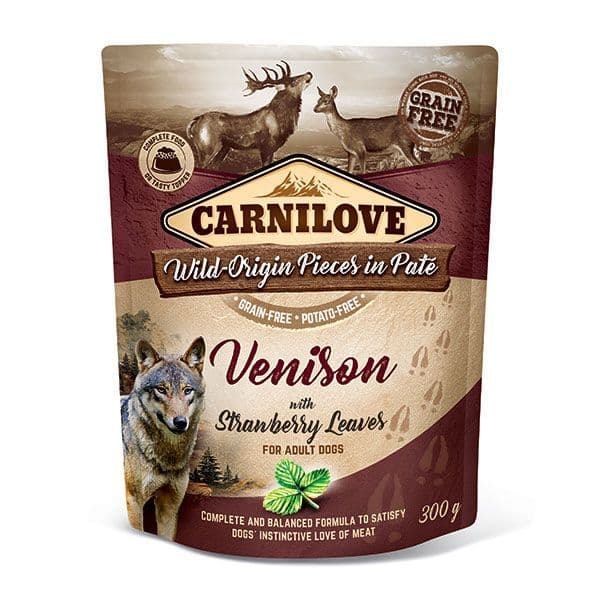 GRAIN
FREE
COMPLETE FOOD
OR TASTY TOPPER
CARNILOVE
Wild-Origin Pieces in Paté
GRAIN-FREE • POTATO-FREE
Venison
with
Strawberry Leaves
FOR ADULT DOGS
COMPLETE AND BALANCED FORMULA TO SATISFY
DOGS' INSTINCTIVE LOVE OF MEAT
300 g